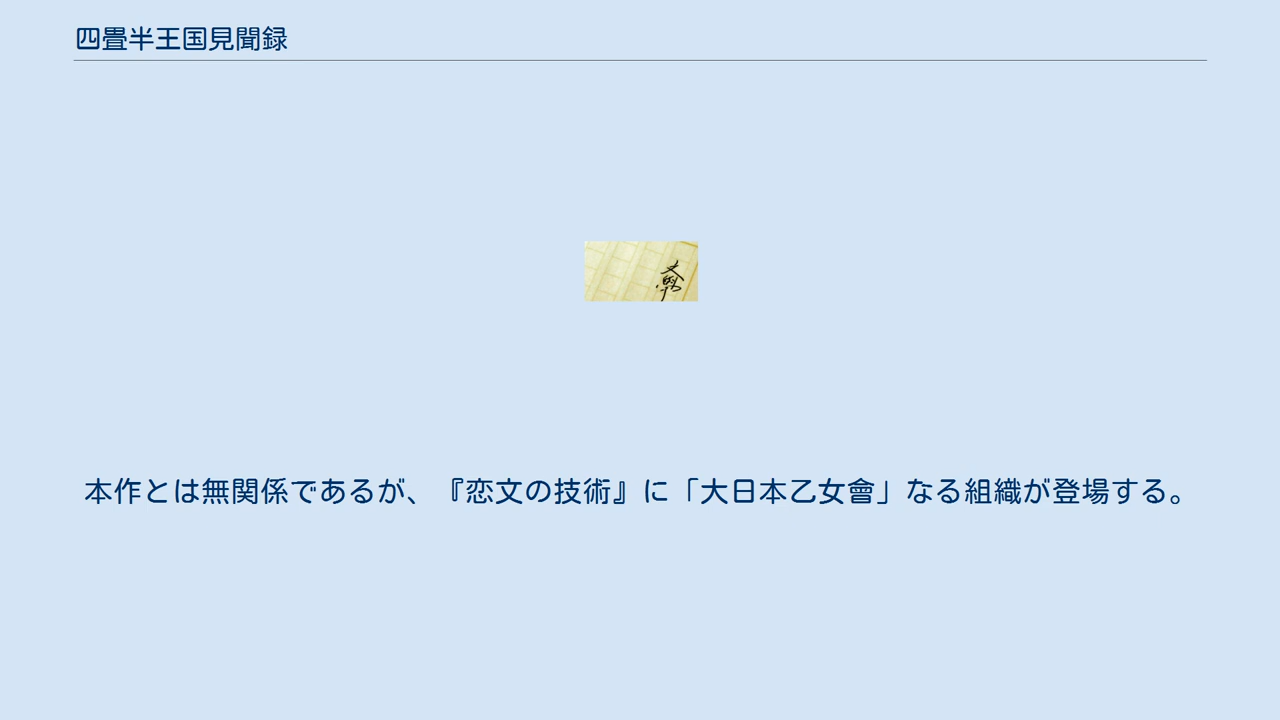 四畳半王国見聞録
本作とは無関係であるが、『恋文の技術』に「大日本乙女會」なる組織が登場する。